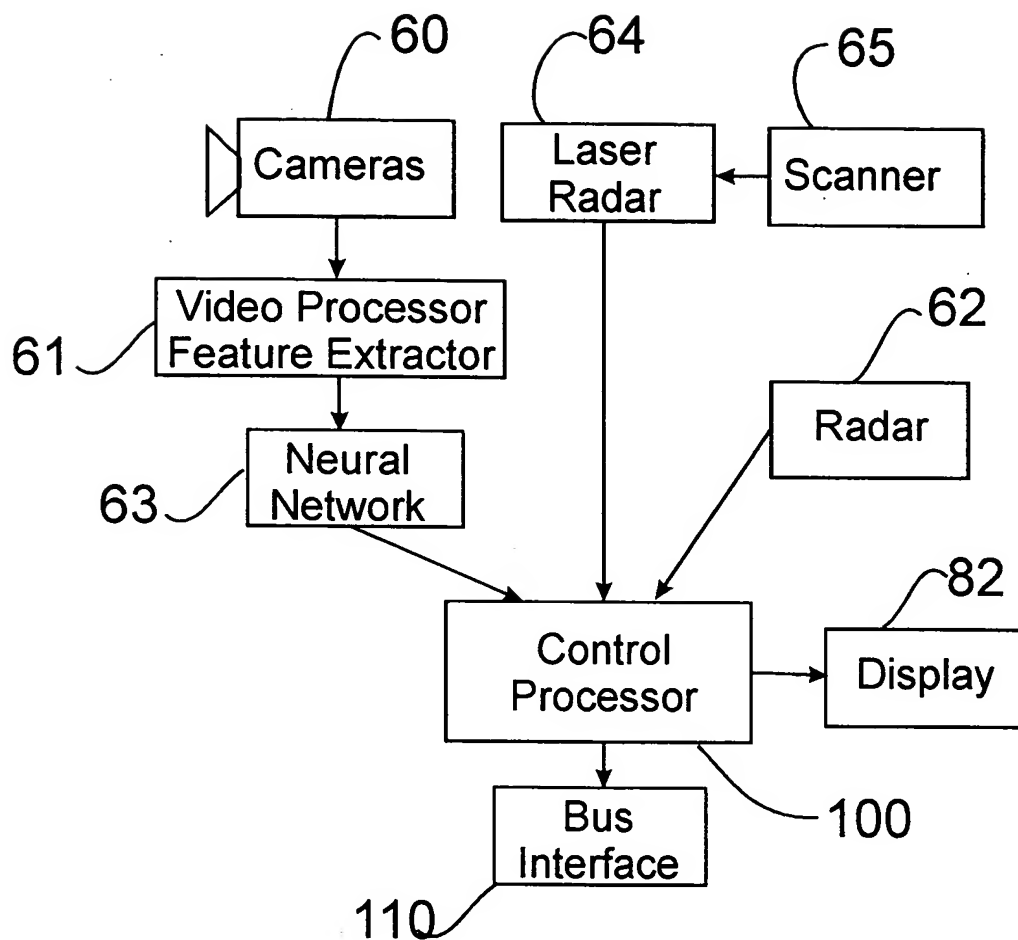 60
64
65
Cameras
Laser
Radar
Scanner
61
Video Processor
Feature Extractor
62
Radar
63
Neural
Network
82
Control
Processor
Display
100
Bus
Interface
110